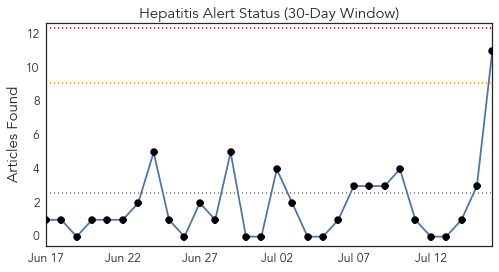 Hepatitis Alert Status (30-Day Window)
Articles Found
12
10
8
6
4
2
0
Jun 17 Jun 22 Jun 27 Jul 02 Jul 07 Jul 12